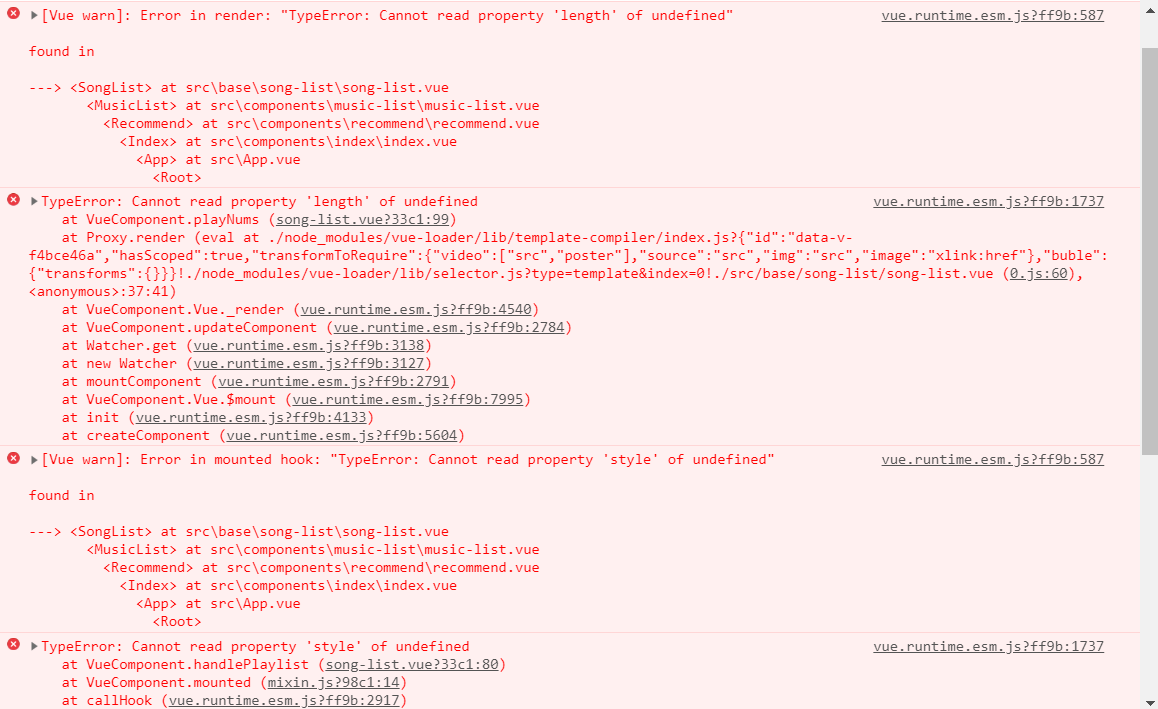 [Vue warn]: Error in render: "TypeError: Cannot read property 'length' of undefined" vue.runtime.esm.js?ff9b:587
found in
---> <SongList> at src\base\song-list\song-list.vue
<MusicList> at src\components\music-list\music-list.vue
<Recommend> at src\components\recommend\recommend.vue
<Index> at src\components\index\index.vue
<App> at src\App.vue
<Root>
TypeError: Cannot read property 'length' of undefined vue.runtime.esm.js?ff9b:1737
at VueComponent.playNums (song-list.vue?33c1:99)
at Proxy.render (eval at ./node_modules/vue-loader/lib/template-compiler/index.js?{"id":"data-v-
f4bce46a","hasScoped":true,"transformToRequire":{"video":["src","poster"],"source":"src","img":"src","image":"xlink:href"},"buble":
{"transforms":{}}}!./node_modules/vue-loader/lib/selector.js?type=template&index=0!./src/base/song-list/song-list.vue (0.js:60),
<anonymous>:37:41)
at VueComponent.Vue._render (vue.runtime.esm.js?ff9b:4540)
at VueComponent.updateComponent (vue.runtime.esm.js?ff9b:2784)
at Watcher.get (vue.runtime.esm.js?ff9b:3138)
at new Watcher (vue.runtime.esm.js?ff9b:3127)
at mountComponent (vue.runtime.esm.js?ff9b:2791)
at VueComponent.Vue.$mount (vue.runtime.esm.js?ff9b:7995)
at init (vue.runtime.esm.js?ff9b:4133)
at createComponent (vue.runtime.esm.js?ff9b:5604)
[Vue warn]: Error in mounted hook: "TypeError: Cannot read property 'style' of undefined" vue.runtime.esm.js?ff9b:587
found in
---> <SongList> at src\base\song-list\song-list.vue
<MusicList> at src\components\music-list\music-list.vue
<Recommend> at src\components\recommend\recommend.vue
<Index> at src\components\index\index.vue
<App> at src\App.vue
<Root>
TypeError: Cannot read property 'style' of undefined vue.runtime.esm.js?ff9b:1737
at VueComponent.handlePlaylist (song-list.vue?33c1:80)
at VueComponent.mounted (mixin.js?98c1:14)
at callHook (vue.runtime.esm.js?ff9b:2917)